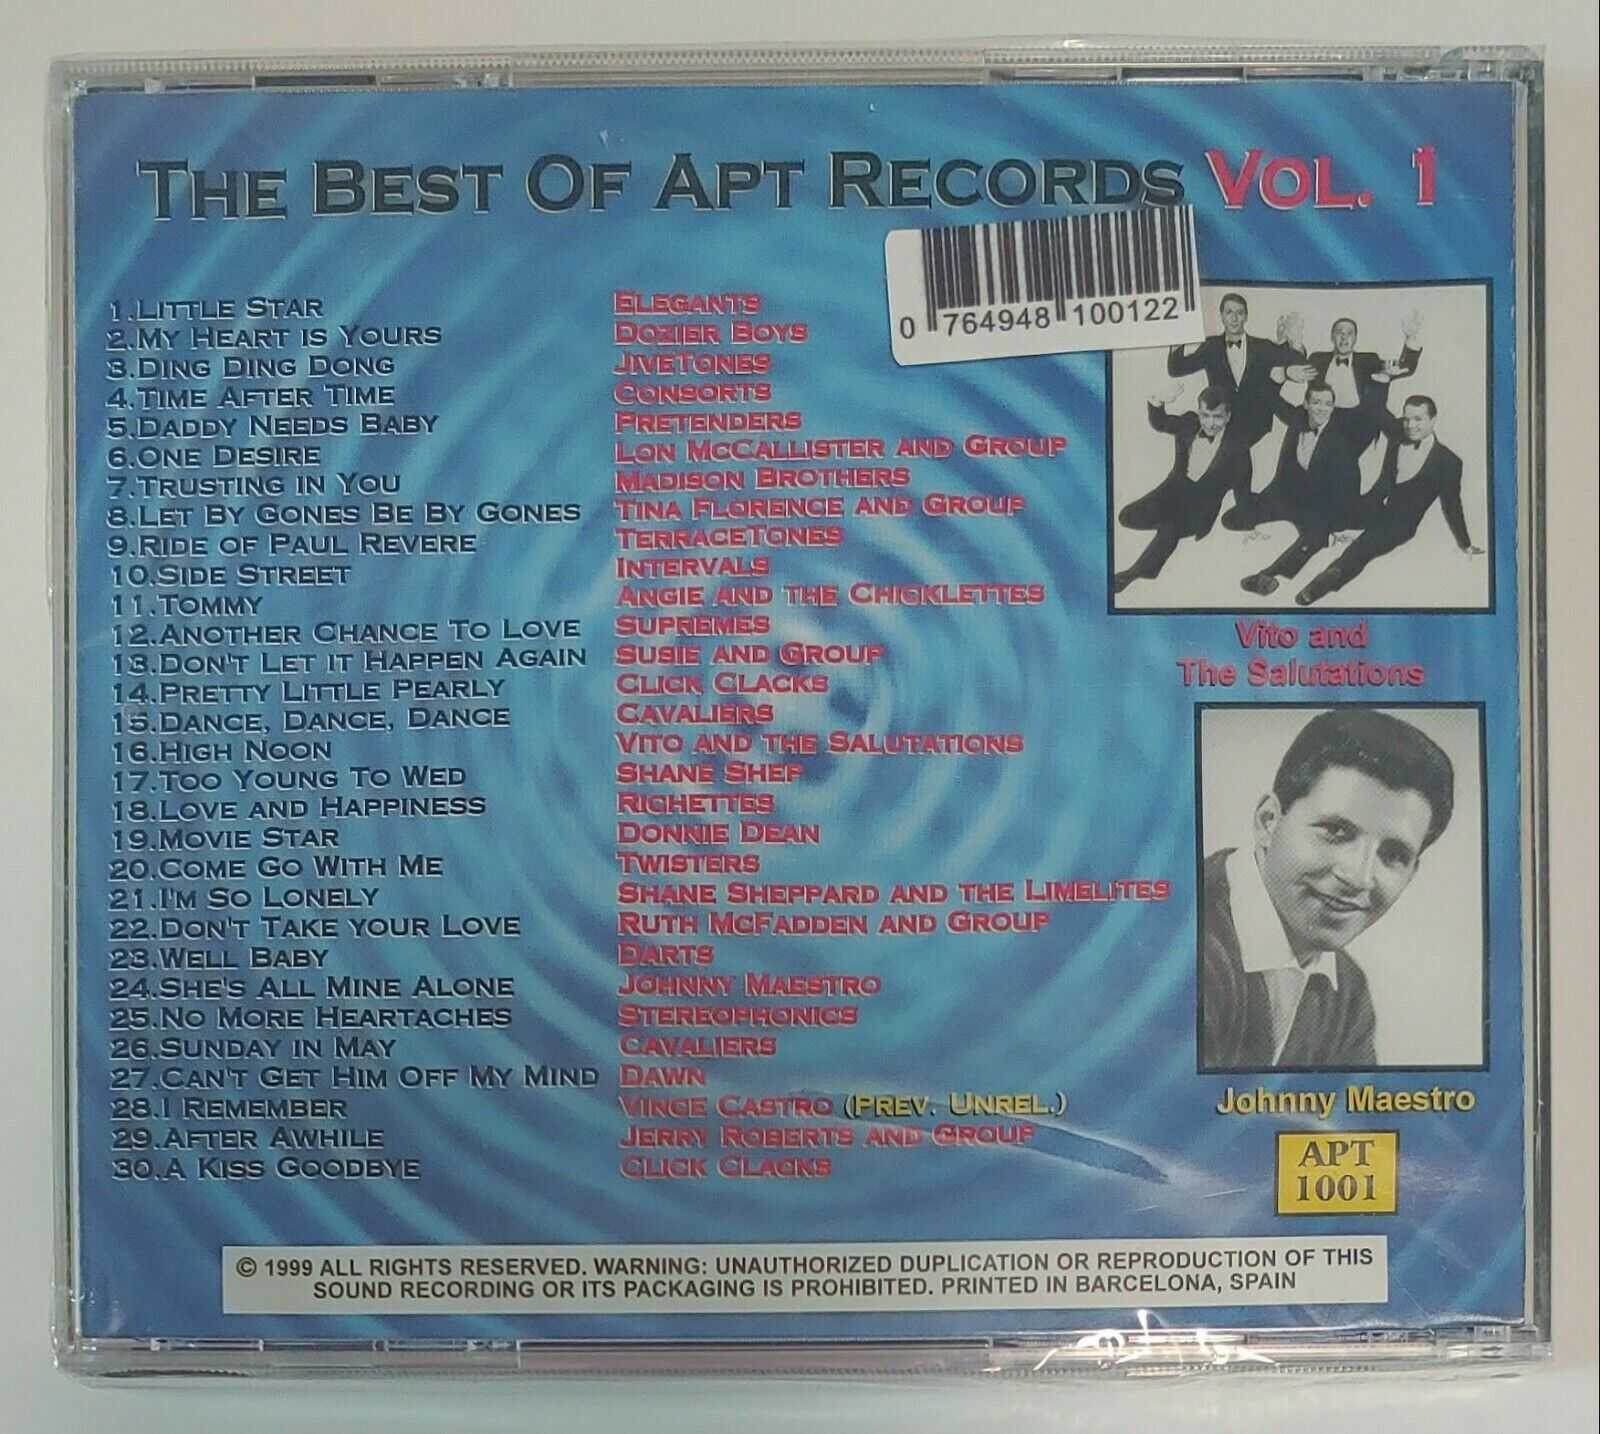 THE BEST OF APT RECORDS VOL. 1
0 764948 100122
1.LITTLE STAR ELEGANTS
2.MY HEART IS YOURS DOZIER BOYS
3.DING DING DONG JIVETONES
4.TIME AFTER TIME CONSORTS
5.DADDY NEEDS BABY PRETENDERS
6.ONE DESIRE LON MCCALLISTER AND GROUP
7.TRUSTING IN YOU MADISON BROTHERS
8.LET BY GONES BE BY GONES TINA FLORENCE AND GROUP
9.RIDE OF PAUL REVERE TERRACETONES
10.SIDE STREET INTERVALS
11.TOMMY ANGIE AND THE CHICKLETTES
12.ANOTHER CHANCE TO LOVE SUPREMES
13.DON'T LET IT HAPPEN AGAIN SUSIE AND GROUP
14.PRETTY LITTLE PEARLY CLICK CLACKS
15.DANCE, DANCE, DANCE CAVALIERS
16.HIGH NOON VITO AND THE SALUTATIONS
17.TOO YOUNG TO WED SHANE SHEP
18.LOVE AND HAPPINESS RICHETTES
19.MOVIE STAR DONNIE DEAN
20.COME GO WITH ME TWISTERS
21.I'M SO LONELY SHANE SHEPPARD AND THE LIMELITES
22.DON'T TAKE YOUR LOVE RUTH MCFADDEN AND GROUP
23.WELL BABY DARTS
24.SHE'S ALL MINE ALONE JOHNNY MAESTRO
25.NO MORE HEARTACHES STEREOPHONICS
26.SUNDAY IN MAY CAVALIERS
27.CAN'T GET HIM OFF MY MIND DAWN
28.I REMEMBER VINCE CASTRO (PREV. UNREL.)
29.AFTER AWHILE JERRY ROBERTS AND GROUP
30.A KISS GOODBYE CLICK CLACKS
Vito and
The Salutations
Johnny Maestro
APT
1001
© 1999 ALL RIGHTS RESERVED. WARNING: UNAUTHORIZED DUPLICATION OR REPRODUCTION OF THIS
SOUND RECORDING OR ITS PACKAGING IS PROHIBITED. PRINTED IN BARCELONA, SPAIN